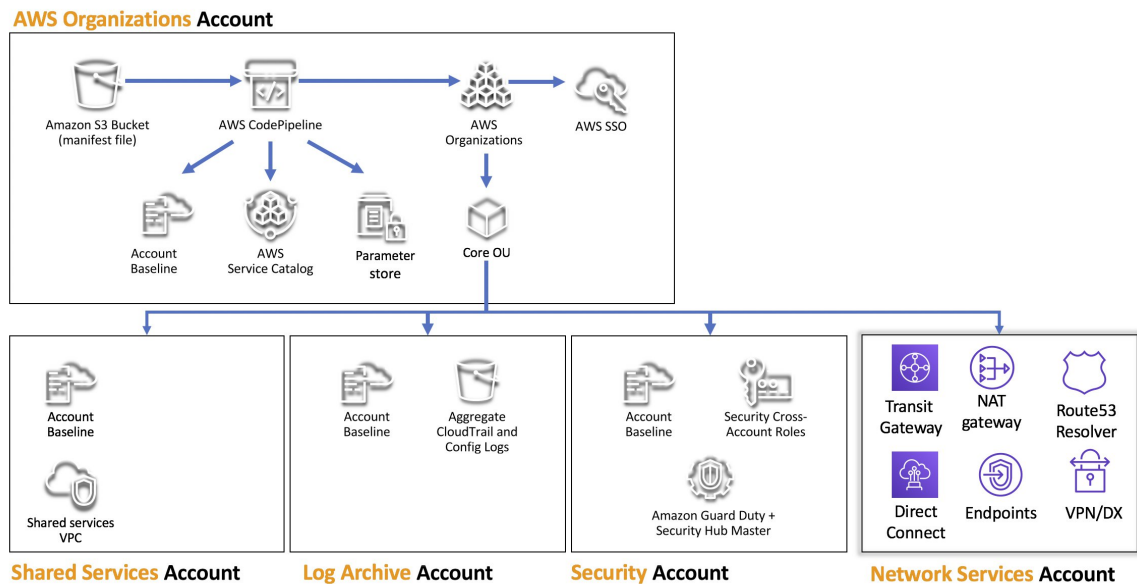 AWS Organizations Account
Amazon S3 Bucket
(manifest file)
AWS CodePipeline
AWS
Organizations
AWS SSO
Account
Baseline
AWS
Service Catalog
Parameter
store
Core OU
Account
Baseline
Shared services
VPC
Account
Baseline
Aggregate
CloudTrail and
Config Logs
Account
Baseline
Security Cross-
Account Roles
Amazon Guard Duty +
Security Hub Master
Transit
Gateway
NAT
gateway
Route53
Resolver
Direct
Connect
Endpoints
VPN/DX
Shared Services Account
Log Archive Account
Security Account
Network Services Account